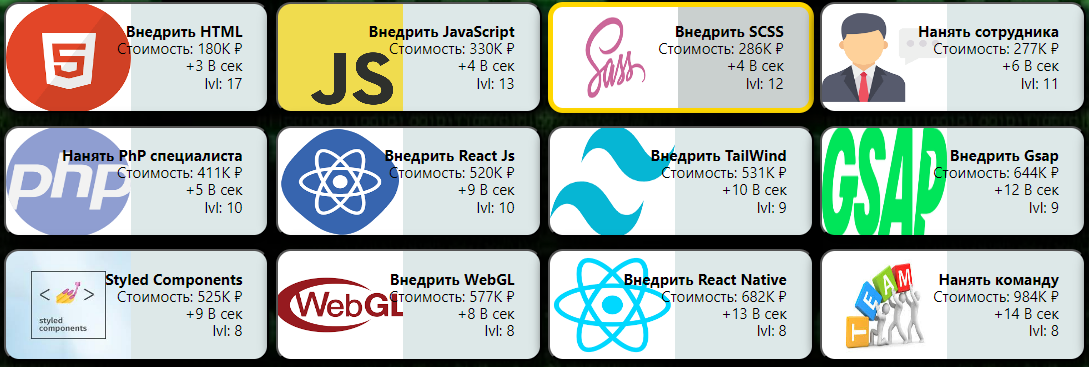 5
Внедрить HTML
Стоимость: 180K ₽
+3 В сек
lvl: 17
JS
Внедрить JavaScript
Стоимость: 330K ₽
+4 В сек
lvl: 13
Sass
Внедрить SCSS
Стоимость: 286K ₽
+4 В сек
lvl: 12
Нанять сотрудника
Стоимость: 277K ₽
+6 В сек
lvl: 11
php
Нанять PhP специалиста
Стоимость: 411K ₽
+5 В сек
lvl: 10
Внедрить React Js
Стоимость: 520K ₽
+9 В сек
lvl: 10
Внедрить TailWind
Стоимость: 531K ₽
+10 В сек
lvl: 9
GSAP
Внедрить Gsap
Стоимость: 644K ₽
+12 В сек
lvl: 9
< >
styled
components
Styled Components
Стоимость: 525K ₽
+9 В сек
lvl: 8
WebGL
Внедрить WebGL
Стоимость: 577K ₽
+8 В сек
lvl: 8
Внедрить React Native
Стоимость: 682K ₽
+13 В сек
lvl: 8
TEAM
Нанять команду
Стоимость: 984K ₽
+14 В сек
lvl: 8